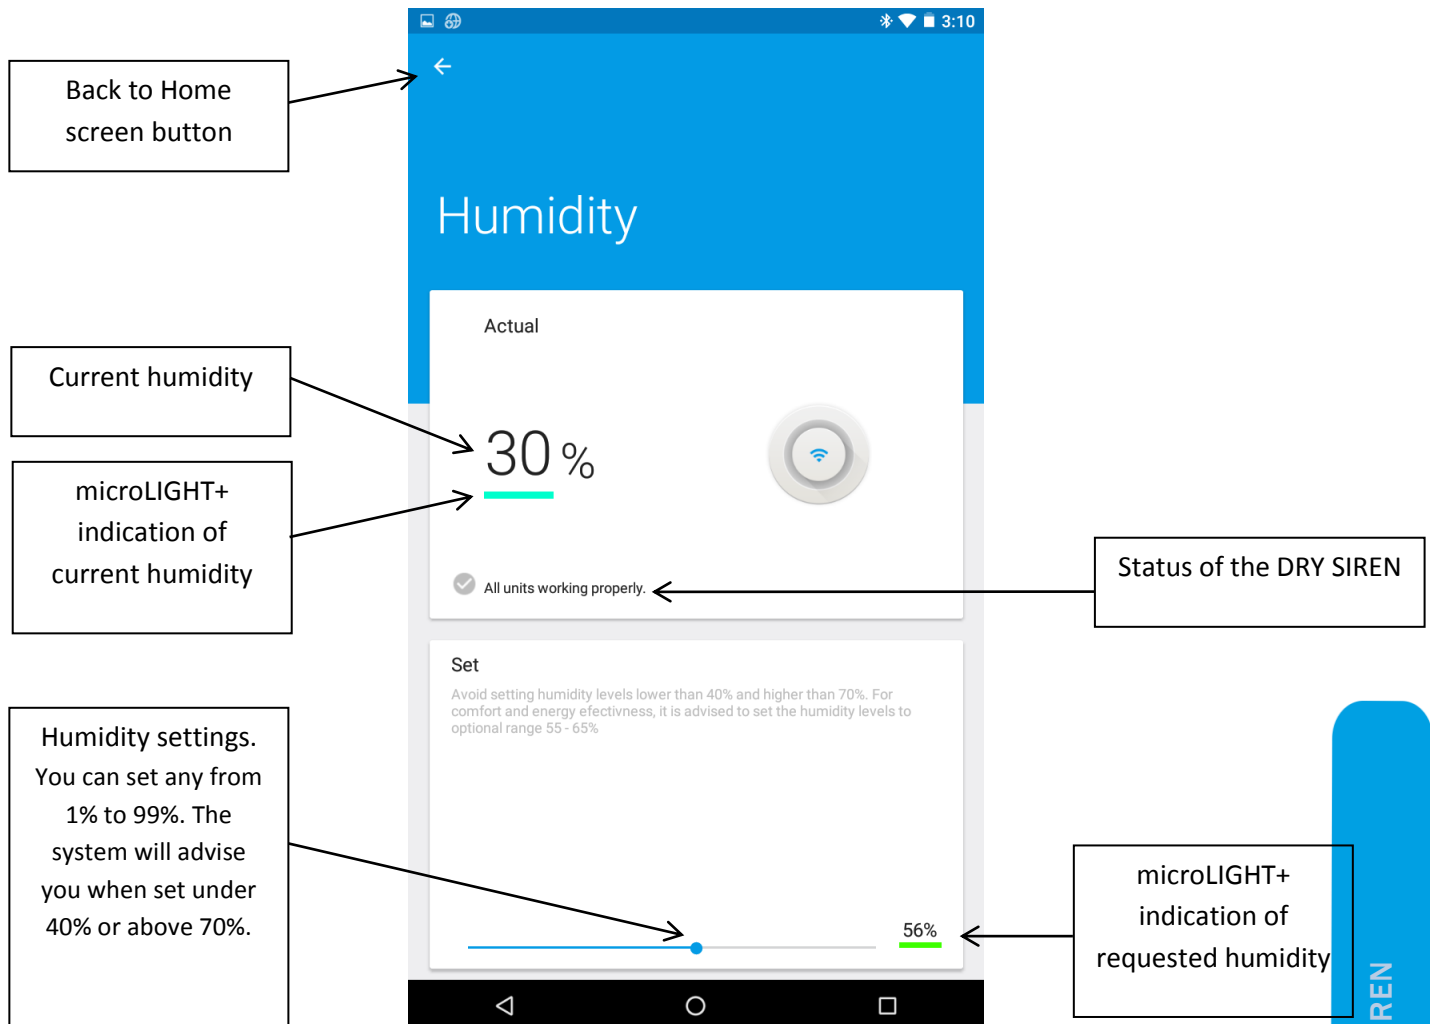 3:10
Back to Home
screen button
Humidity
Actual
Current humidity
30 %
microLIGHT+
indication of
current humidity
All units working properly.
Status of the DRY SIREN
Set
Avoid setting humidity levels lower than 40% and higher than 70%. For
comfort and energy efectivness, it is advised to set the humidity levels to
optional range 55 - 65%
Humidity settings.
You can set any from
1% to 99%. The
system will advise
you when set under
40% or above 70%.
56%
microLIGHT+
indication of
requested humidity
REN